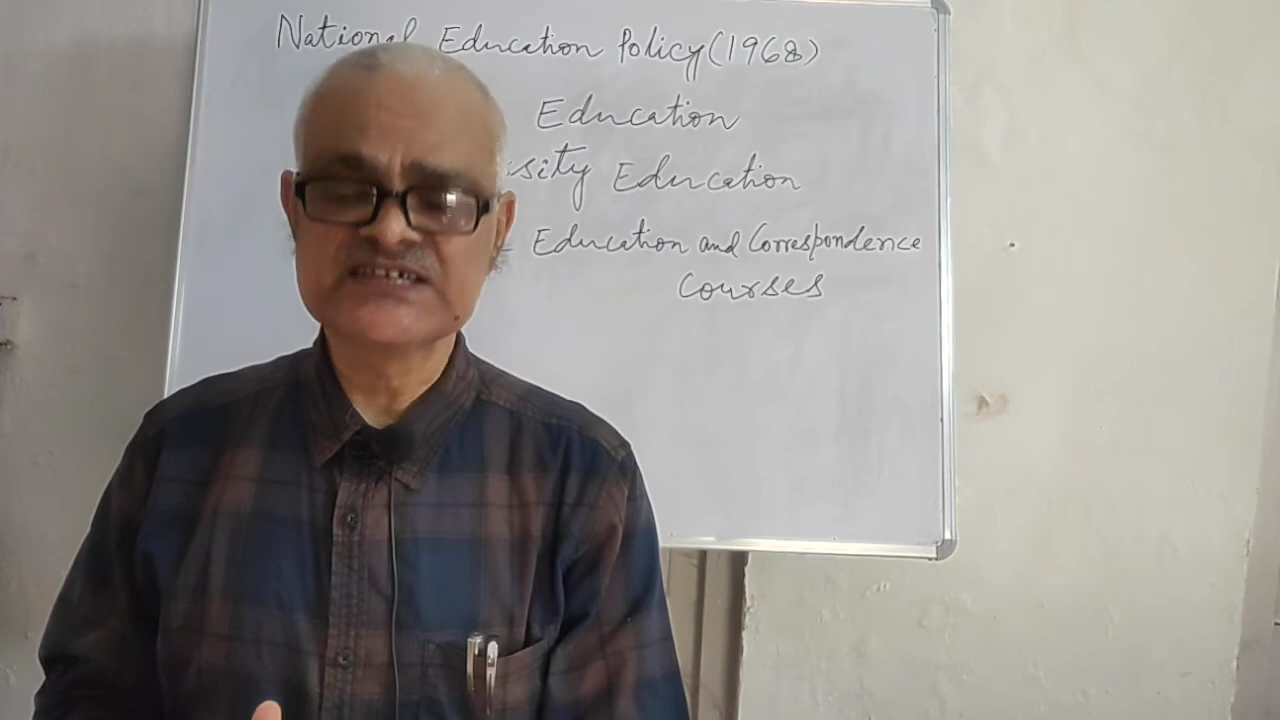 National Education Policy (1968)
Education
sity Education
Education and Correspondence
Courses